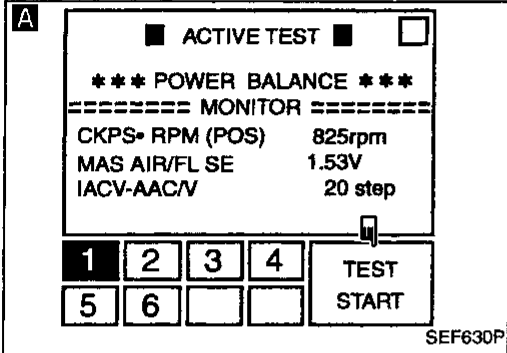 A
■ ACTIVE TEST ■
*** POWER BALANCE ***
======== MONITOR ========
CKPS• RPM (POS) 825rpm
MAS AIR/FL SE 1.53V
IACV-AAC/V 20 step
1 2 3 4
5 6
TEST
START
SEF630P